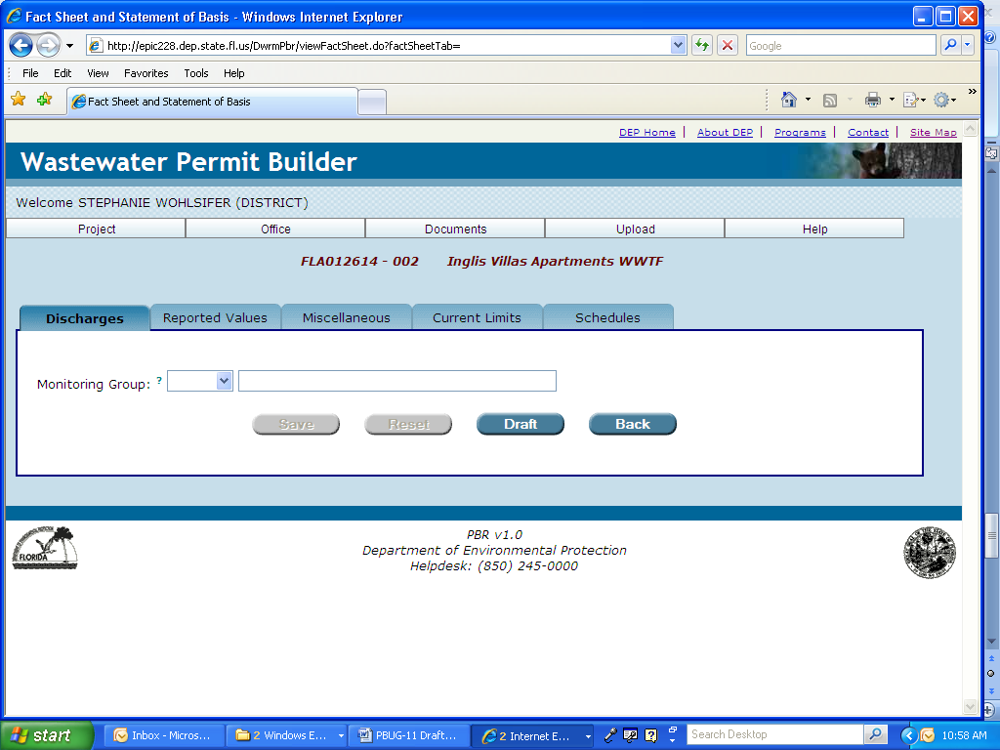 Fact Sheet and Statement of Basis - Windows Internet Explorer
http://epic228.dep.state.fl.us/DwrmPbr/viewFactSheet.do?factSheetTab=
Google
File Edit View Favorites Tools Help
Fact Sheet and Statement of Basis
DEP Home | About DEP | Programs | Contact | Site Map
Wastewater Permit Builder
Welcome STEPHANIE WOHLSIFER (DISTRICT)
Project Office Documents Upload Help
FLA012614 - 002 Inglis Villas Apartments WWTF
Discharges Reported Values Miscellaneous Current Limits Schedules
Monitoring Group: ?
Save Reset Draft Back
PBR v1.0
Department of Environmental Protection
Helpdesk: (850) 245-0000
FLORIDA
start Inbox - Micros... 2 Windows E... PBUG-11 Draft... 2 Internet E... Search Desktop 10:58 AM